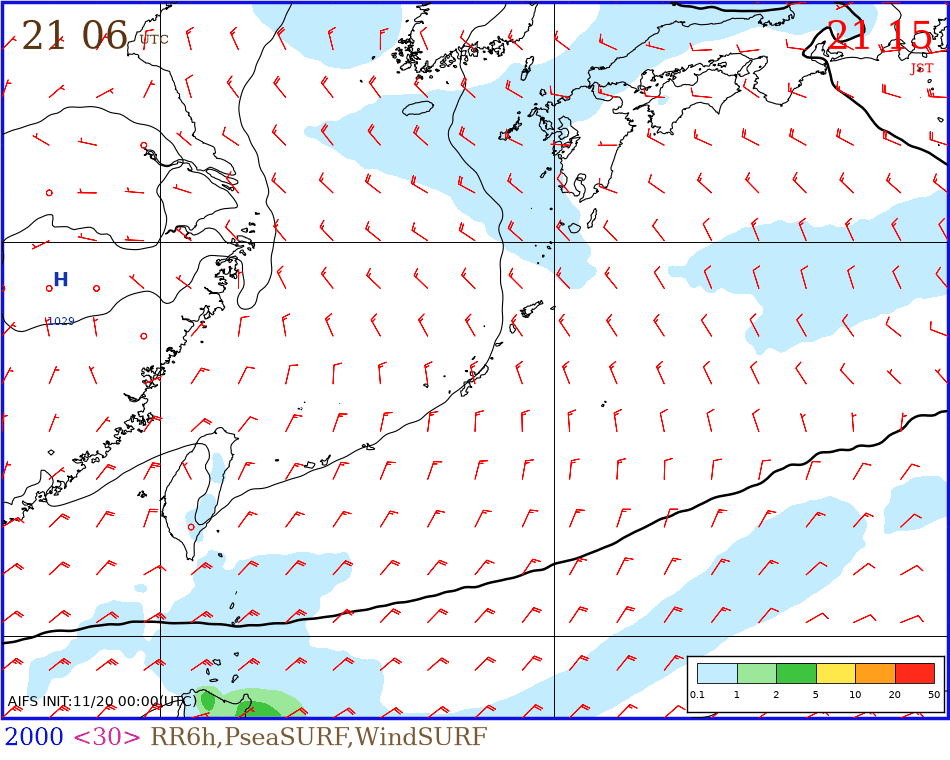 21 06 UTC
21 15
JST
H
1029
0.1 1 2 5 10 20 50
AIFS INIT:11/20 00:00(UTC)
2000 <30> RR6h,PseaSURF,WindSURF